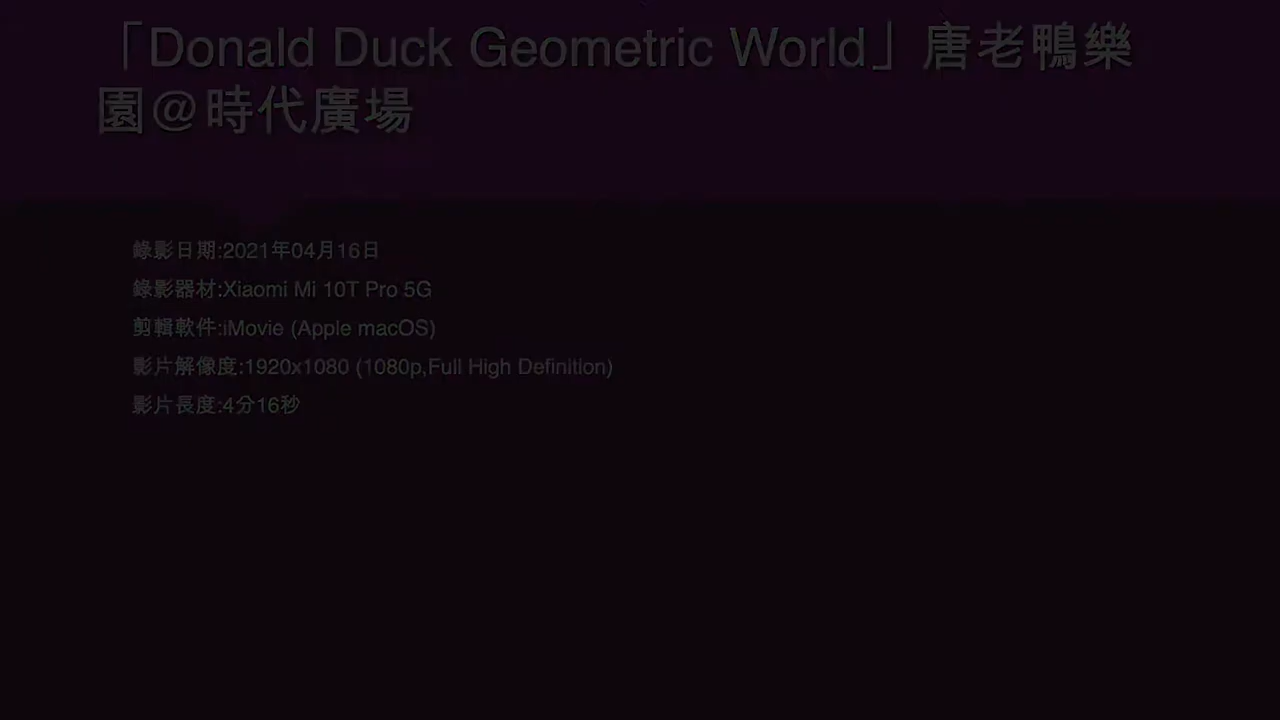 「Donald Duck Geometric World」唐老鴨樂
園@時代廣場
錄影日期:2021年04月16日
錄影器材:Xiaomi Mi 10T Pro 5G
剪輯軟件:iMovie (Apple macOS)
影片解像度:1920x1080 (1080p,Full High Definition)
影片長度:4分16秒